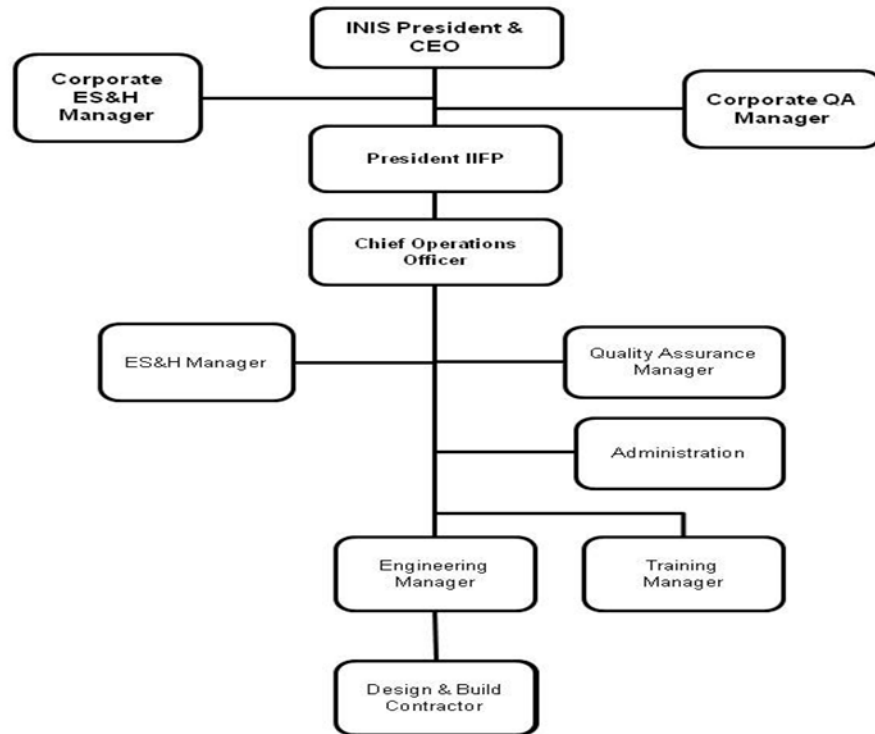 INIS President &
CEO
Corporate
ES&H
Manager
Corporate QA
Manager
President IIFP
Chief Operations
Officer
ES&H Manager
Quality Assurance
Manager
Administration
Engineering
Manager
Training
Manager
Design & Build
Contractor